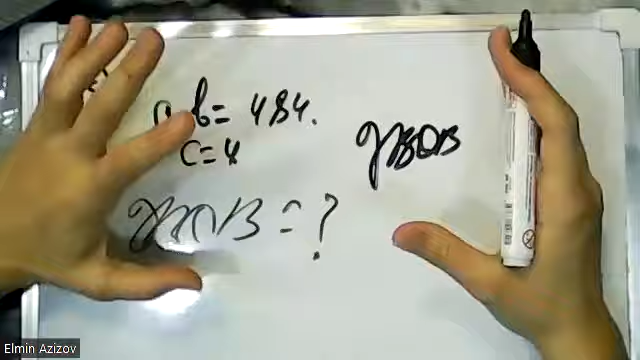 a b = 484.
c = 4
ƏKOB
ƏKOB = ?
Elmin Azizov